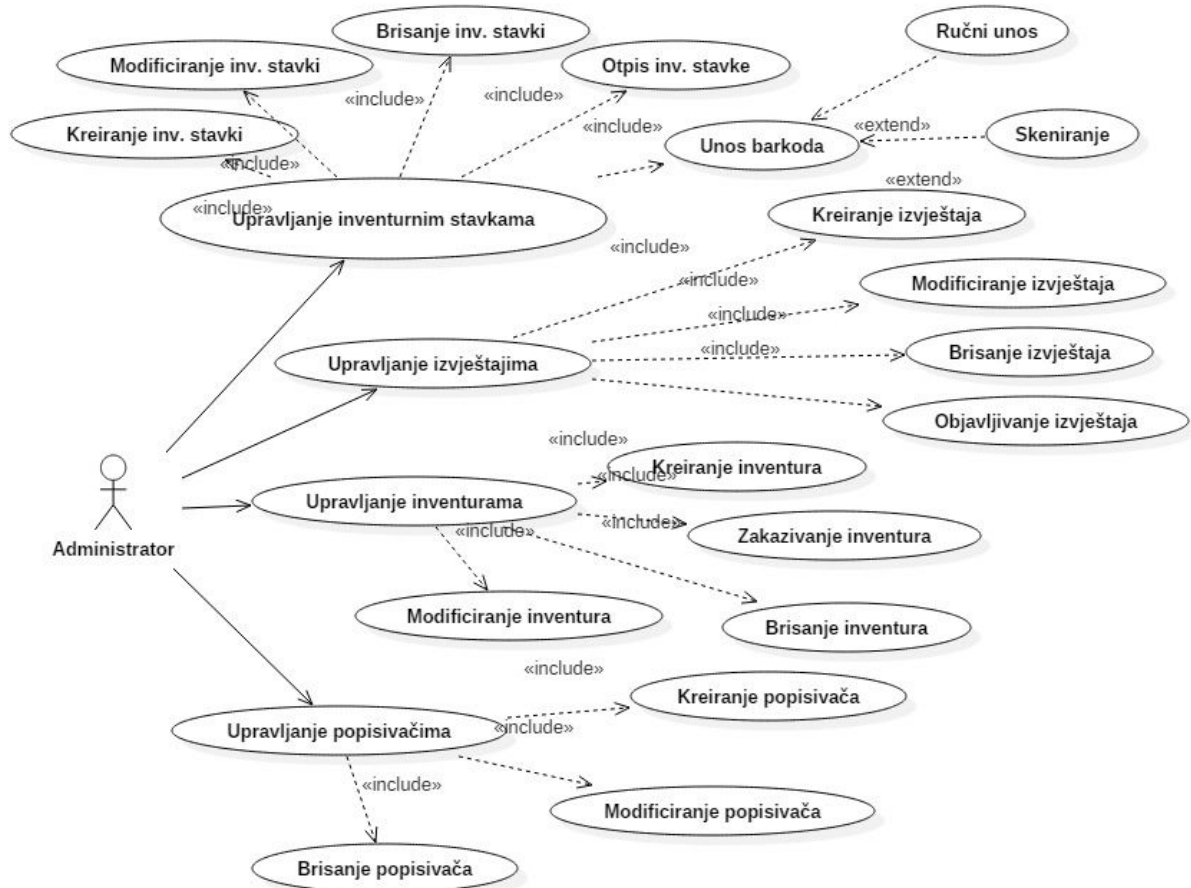 Brisanje inv. stavki
Ručni unos
Modificiranje inv. stavki
Otpis inv. stavke
«include»
«include»
Kreiranje inv. stavki
«include»
«extend»
Skeniranje
Unos barkoda
«include»
«extend»
«include»
Upravljanje inventurnim stavkama
Kreiranje izvještaja
«include»
«include»
Modificiranje izvještaja
«include»
«include»
Brisanje izvještaja
Upravljanje izvještajima
Objavljivanje izvještaja
«include»
Kreiranje inventura
«include»
Upravljanje inventurama
«include»
«include»
Zakazivanje inventura
Administrator
Modificiranje inventura
Brisanje inventura
«include»
Kreiranje popisivača
Upravljanje popisivačima
«include»
«include»
Modificiranje popisivača
Brisanje popisivača